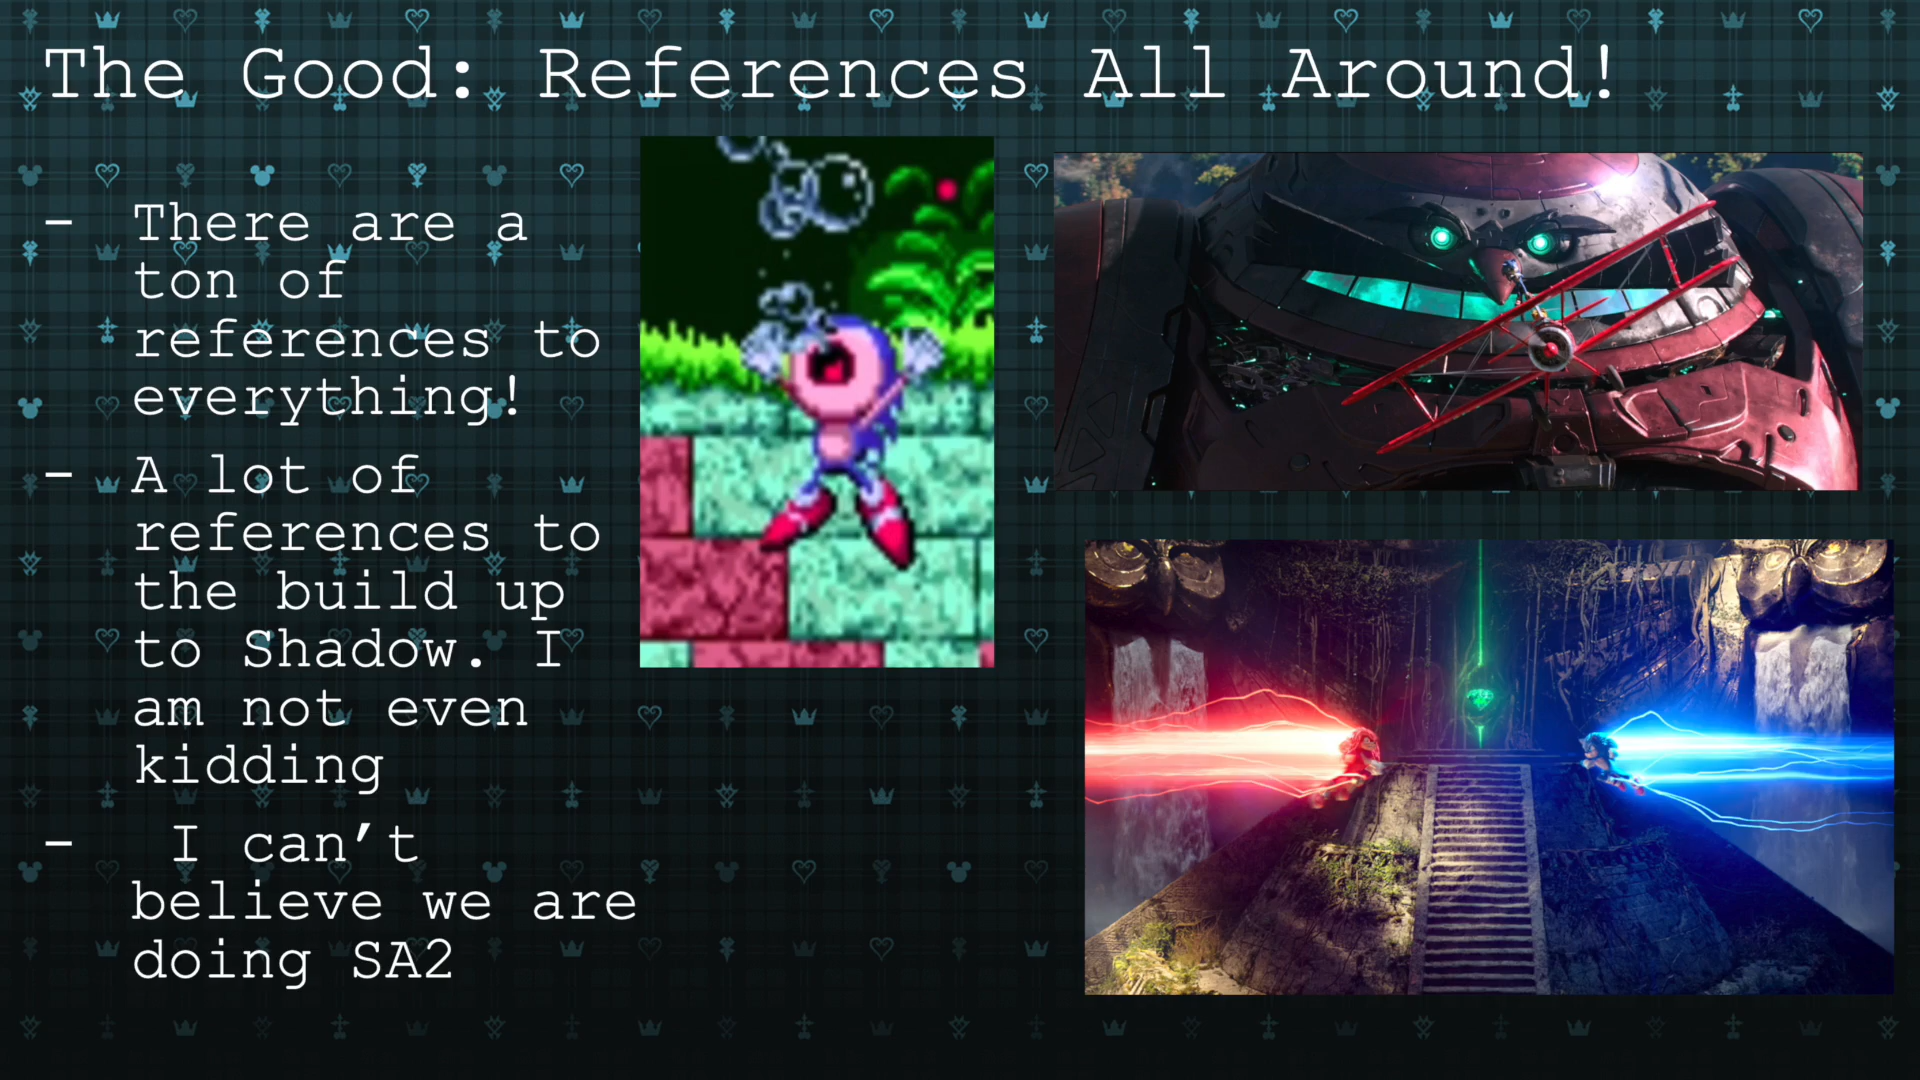 The Good: References All Around!
- There are a
ton of
references to
everything!
- A lot of
references to
the build up
to Shadow. I
am not even
kidding
- I can’t
believe we are
doing SA2